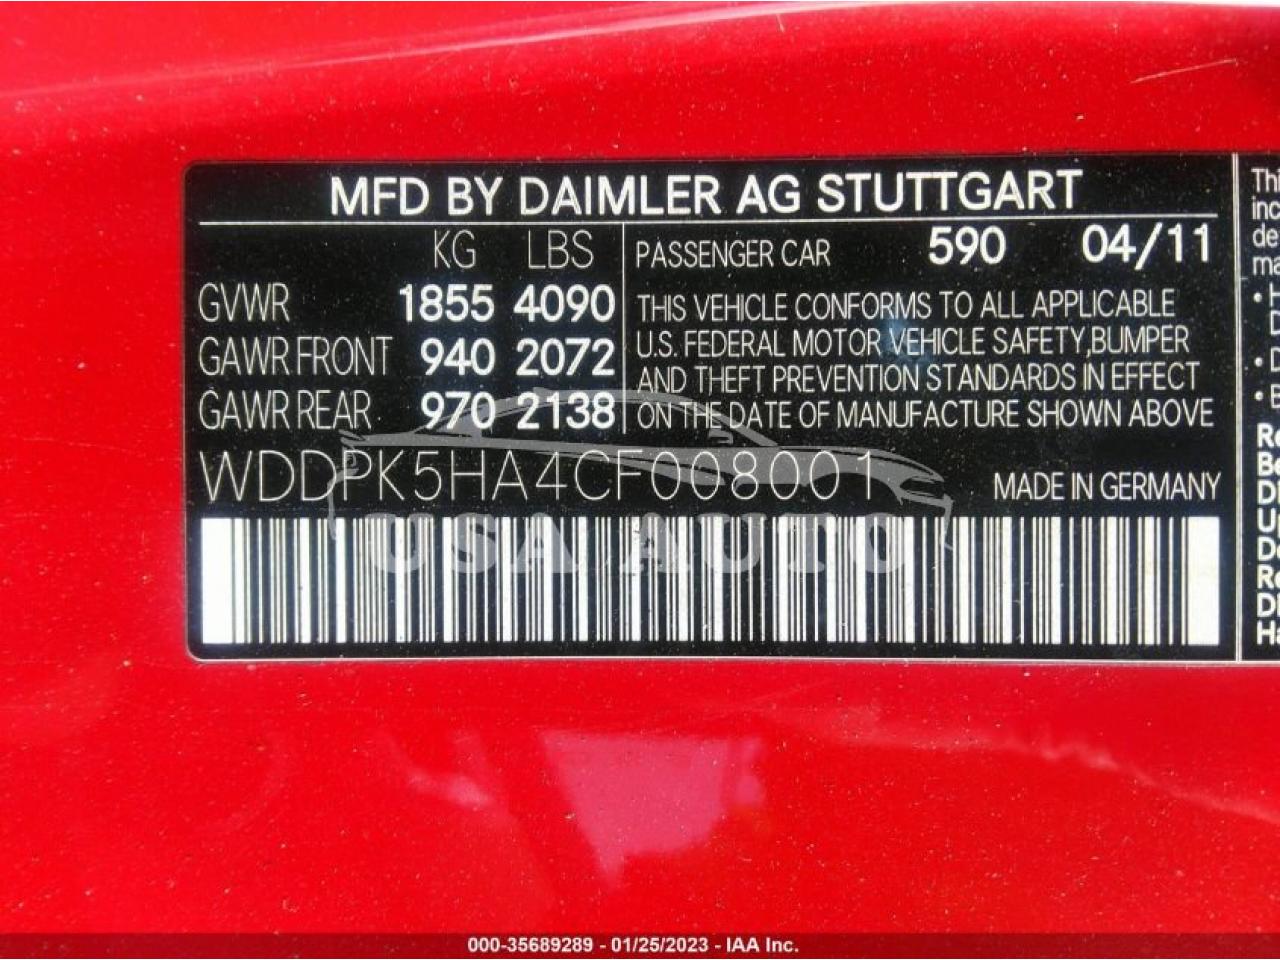 MFD BY DAIMLER AG STUTTGART
KG LBS
GVWR 1855 4090
GAWR FRONT 940 2072
GAWR REAR 970 2138
PASSENGER CAR 590 04/11
THIS VEHICLE CONFORMS TO ALL APPLICABLE
U.S. FEDERAL MOTOR VEHICLE SAFETY,BUMPER
AND THEFT PREVENTION STANDARDS IN EFFECT
ON THE DATE OF MANUFACTURE SHOWN ABOVE
WDDPK5HA4CF008001 MADE IN GERMANY
USA AUTO
000-35689289 - 01/25/2023 - IAA Inc.